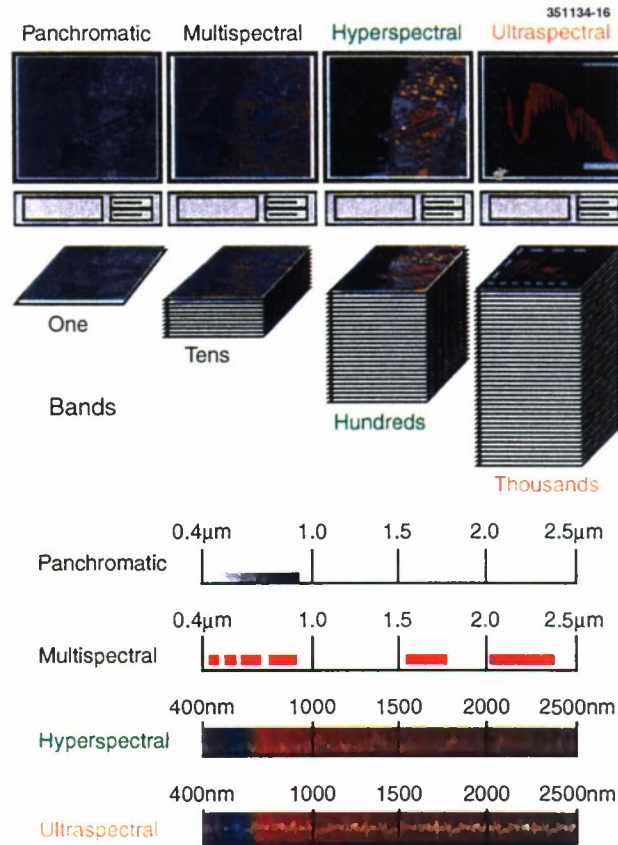 351134-16
Panchromatic Multispectral Hyperspectral Ultraspectral
One
Tens
Bands
Hundreds
Thousands
0.4µm 1.0 1.5 2.0 2.5µm
Panchromatic
0.4µm 1.0 1.5 2.0 2.5µm
Multispectral
400nm 1000 1500 2000 2500nm
Hyperspectral
400nm 1000 1500 2000 2500nm
Ultraspectral